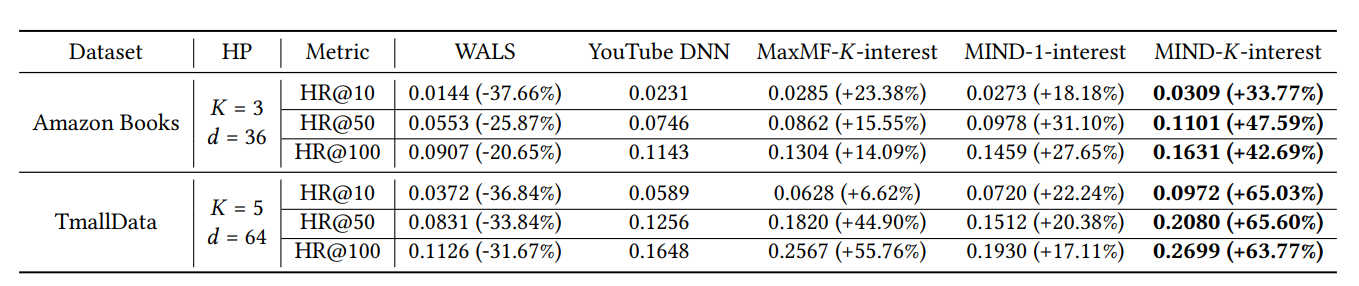 Dataset HP Metric WALS YouTube DNN MaxMF-K-interest MIND-1-interest MIND-K-interest
HR@10 0.0144 (-37.66%) 0.0231 0.0285 (+23.38%) 0.0273 (+18.18%) 0.0309 (+33.77%)
Amazon Books K = 3 d = 36 HR@50 0.0553 (-25.87%) 0.0746 0.0862 (+15.55%) 0.0978 (+31.10%) 0.1101 (+47.59%)
HR@100 0.0907 (-20.65%) 0.1143 0.1304 (+14.09%) 0.1459 (+27.65%) 0.1631 (+42.69%)
HR@10 0.0372 (-36.84%) 0.0589 0.0628 (+6.62%) 0.0720 (+22.24%) 0.0972 (+65.03%)
TmallData K = 5 d = 64 HR@50 0.0831 (-33.84%) 0.1256 0.1820 (+44.90%) 0.1512 (+20.38%) 0.2080 (+65.60%)
HR@100 0.1126 (-31.67%) 0.1648 0.2567 (+55.76%) 0.1930 (+17.11%) 0.2699 (+63.77%)